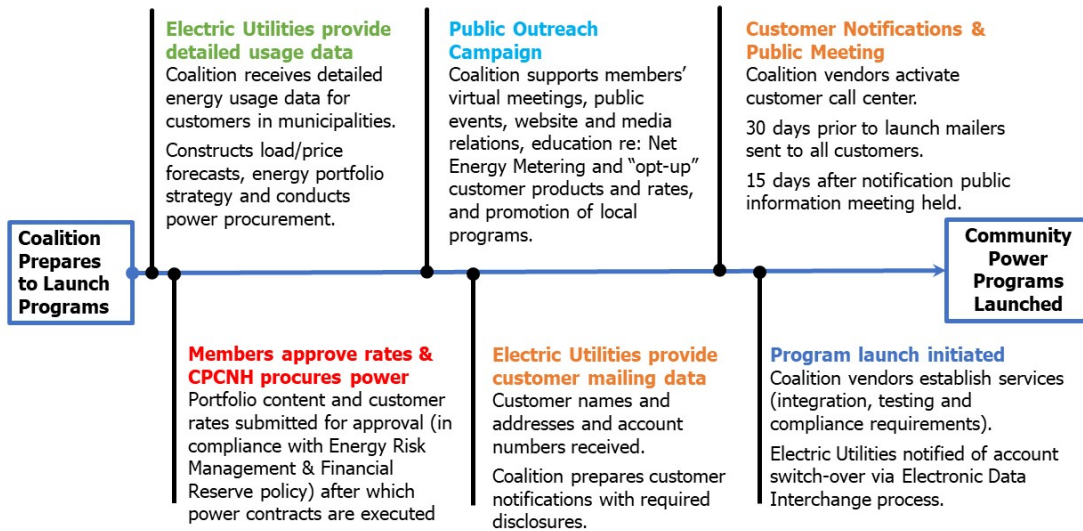 Coalition
Prepares
to Launch
Programs
Electric Utilities provide
detailed usage data
Coalition receives detailed
energy usage data for
customers in municipalities.
Constructs load/price
forecasts, energy portfolio
strategy and conducts
power procurement.
Members approve rates &
CPCNH procures power
Portfolio content and customer
rates submitted for approval (in
compliance with Energy Risk
Management & Financial
Reserve policy) after which
power contracts are executed
Public Outreach
Campaign
Coalition supports members’
virtual meetings, public
events, website and media
relations, education re: Net
Energy Metering and “opt-up”
customer products and rates,
and promotion of local
programs.
Electric Utilities provide
customer mailing data
Customer names and
addresses and account
numbers received.
Coalition prepares customer
notifications with required
disclosures.
Customer Notifications &
Public Meeting
Coalition vendors activate
customer call center.
30 days prior to launch mailers
sent to all customers.
15 days after notification public
information meeting held.
Program launch initiated
Coalition vendors establish services
(integration, testing and
compliance requirements).
Electric Utilities notified of account
switch-over via Electronic Data
Interchange process.
Community
Power
Programs
Launched